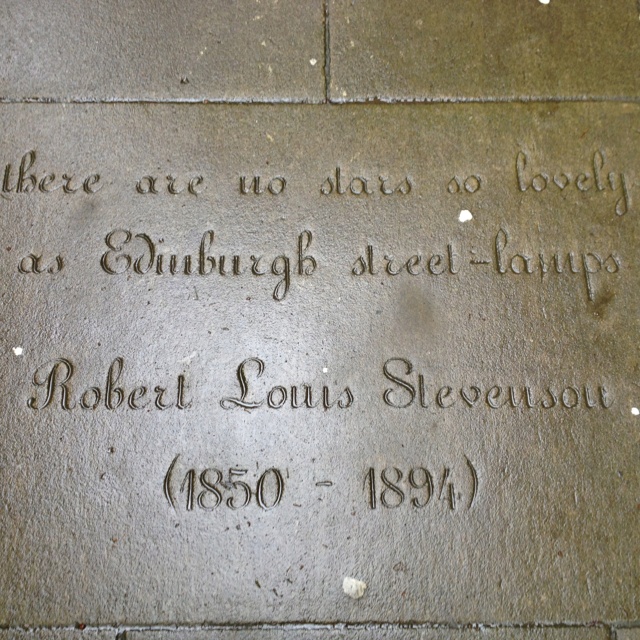 there are no stars so lovely
as Edinburgh street-lamps
Robert Louis Stevenson
(1850 - 1894)